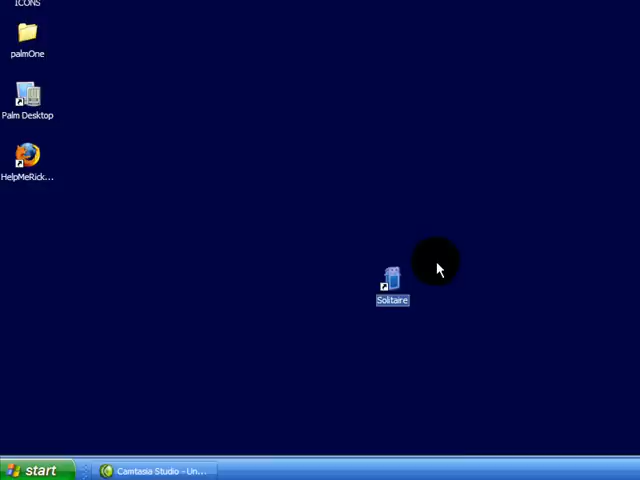 ICONS
palmOne
Palm Desktop
HelpMeRick...
Solitaire
start
Camtasia Studio - Un...